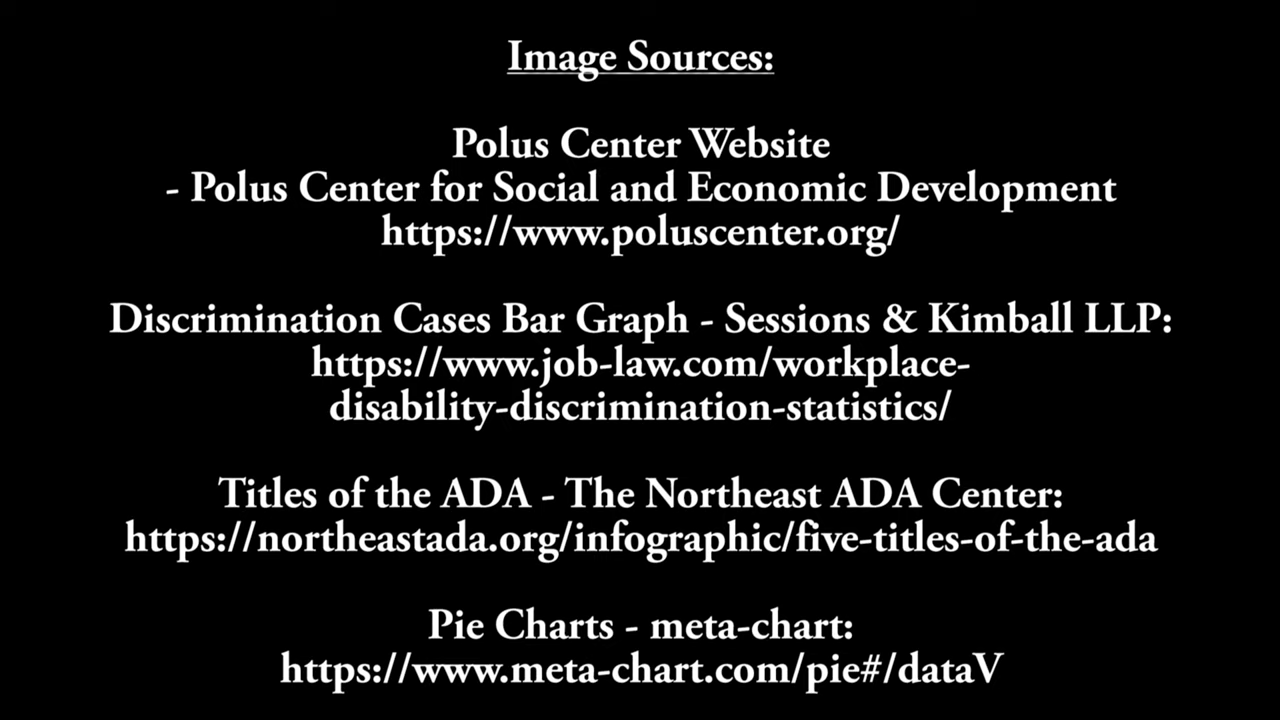 Image Sources:
Polus Center Website
- Polus Center for Social and Economic Development
https://www.poluscenter.org/
Discrimination Cases Bar Graph - Sessions & Kimball LLP:
https://www.job-law.com/workplace-
disability-discrimination-statistics/
Titles of the ADA - The Northeast ADA Center:
https://northeastada.org/infographic/five-titles-of-the-ada
Pie Charts - meta-chart:
https://www.meta-chart.com/pie#/dataV